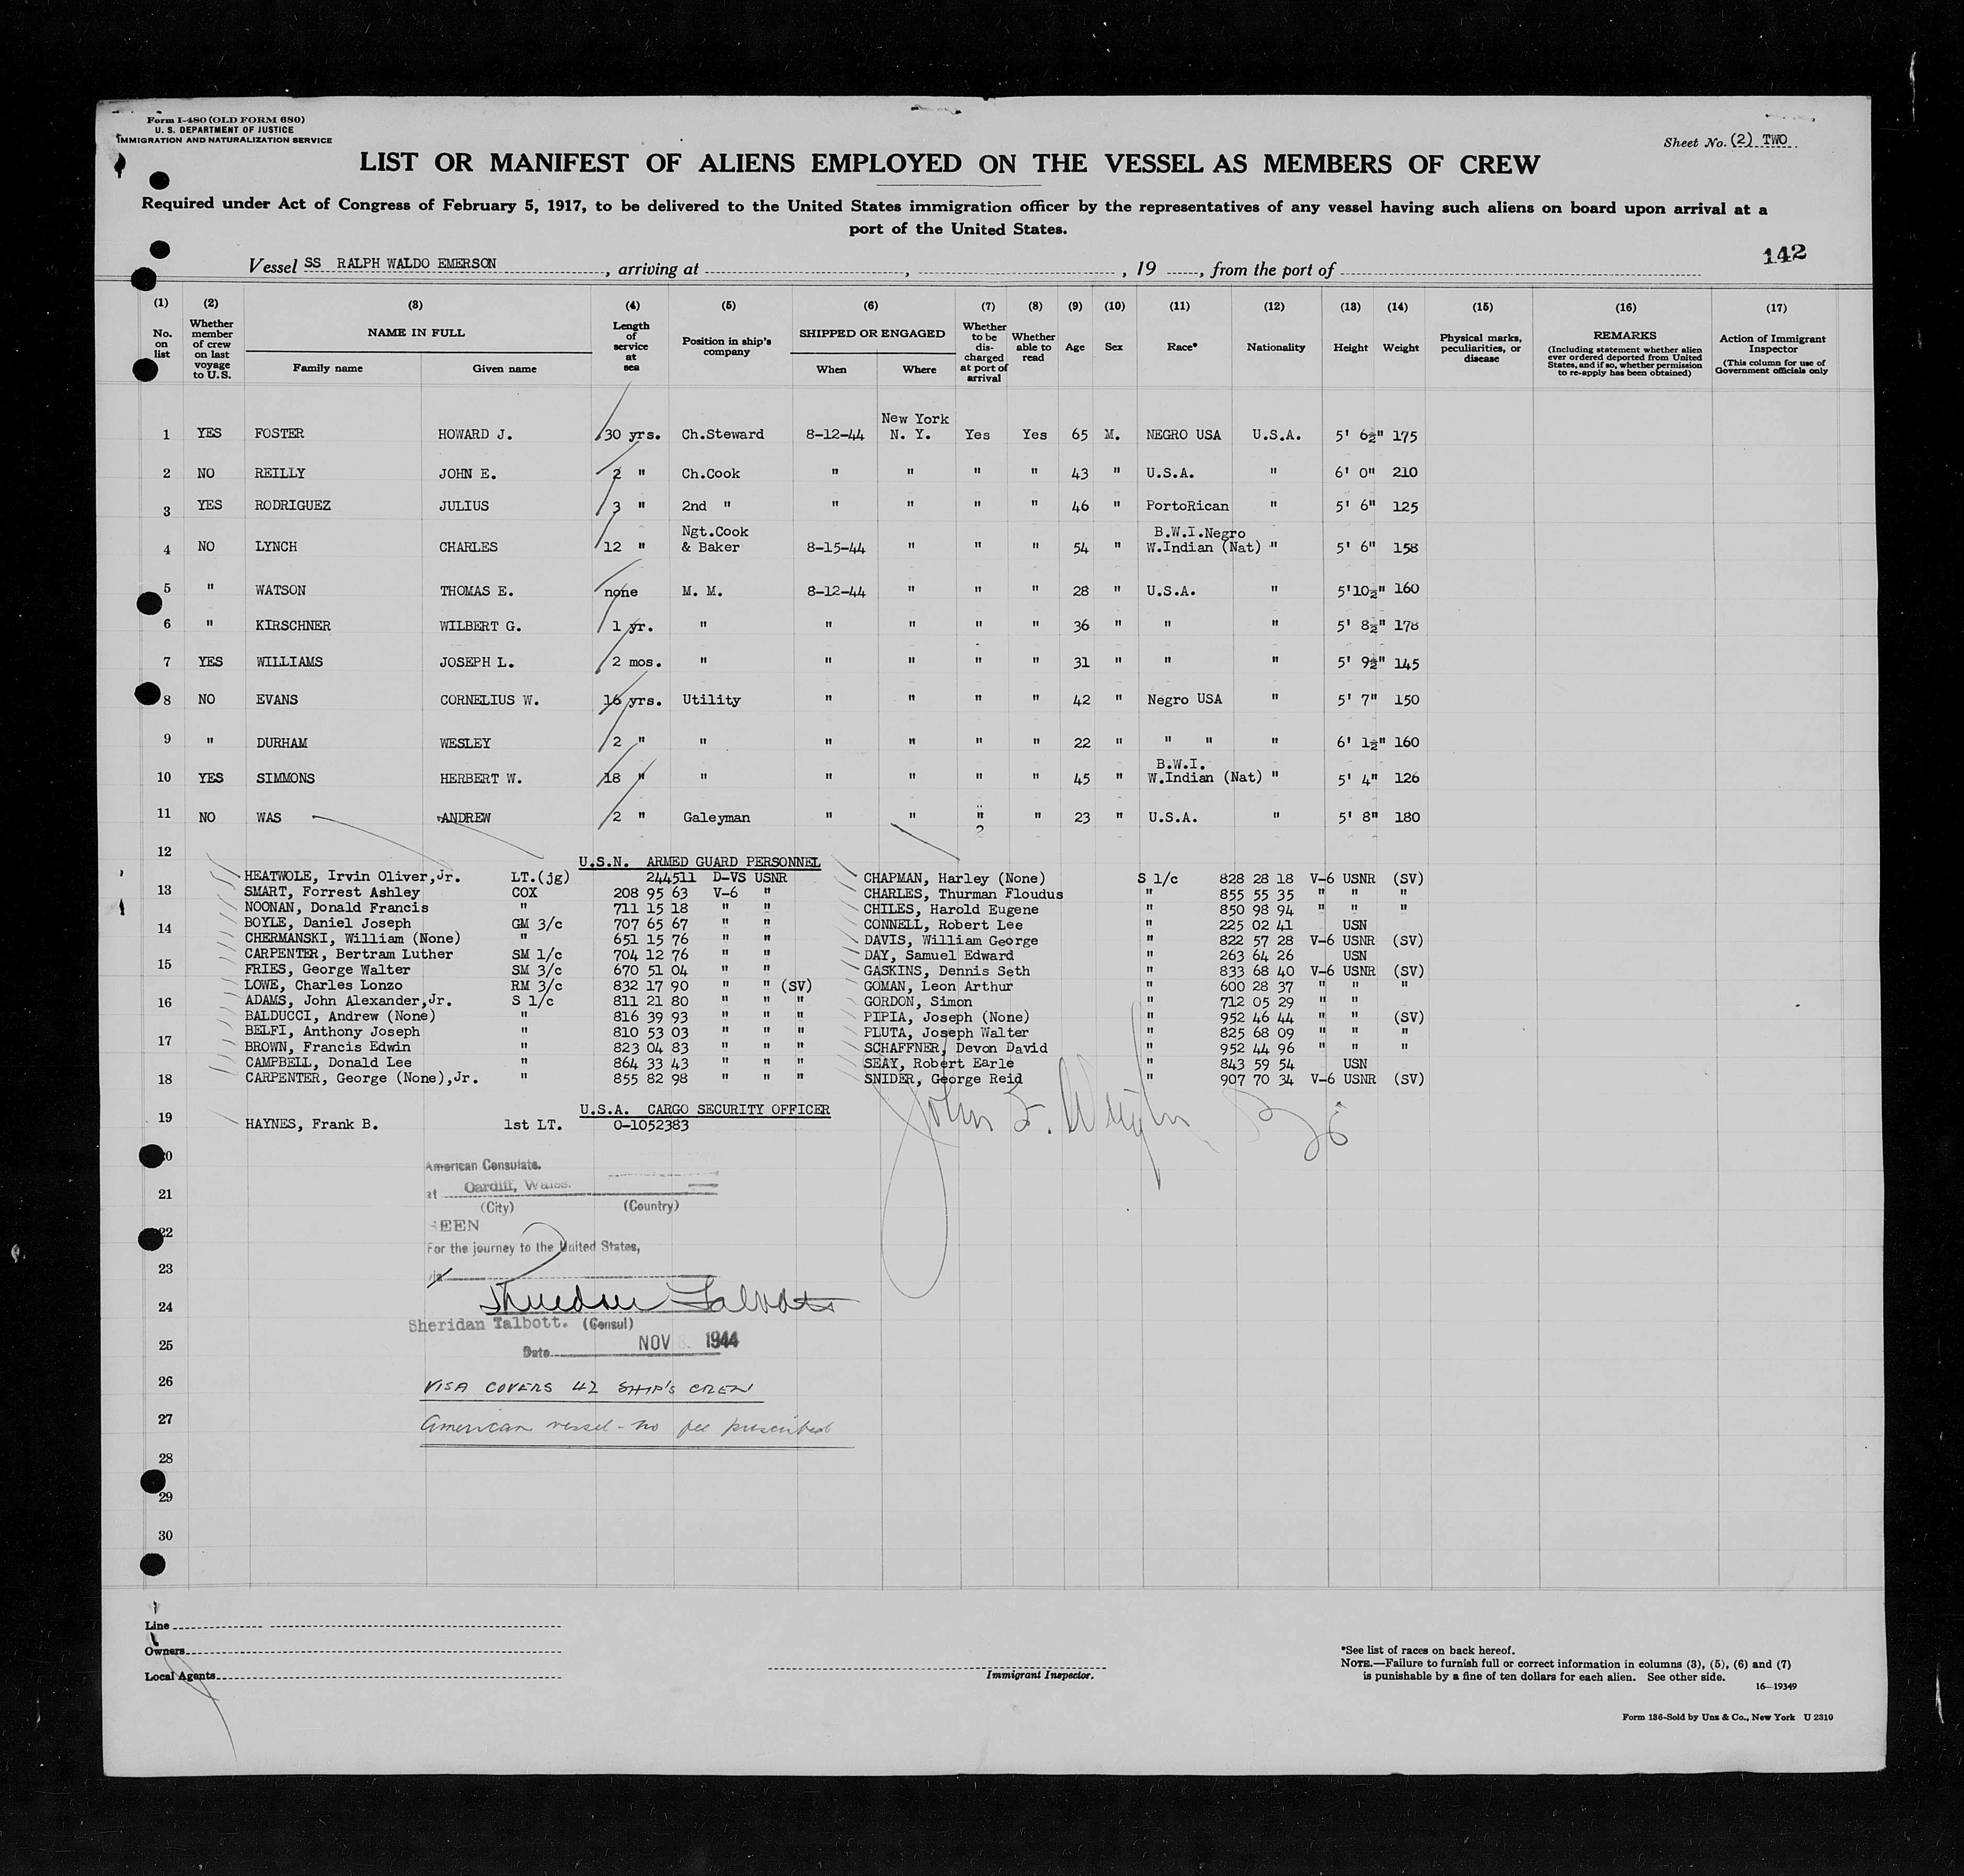 Form I-480 (OLD FORM 680)
U. S. DEPARTMENT OF JUSTICE
IMMIGRATION AND NATURALIZATION SERVICE
Sheet No. (2) TWO
LIST OR MANIFEST OF ALIENS EMPLOYED ON THE VESSEL AS MEMBERS OF CREW
Required under Act of Congress of February 5, 1917, to be delivered to the United States immigration officer by the representatives of any vessel having such aliens on board upon arrival at a
port of the United States.
142
Vessel SS RALPH WALDO EMERSON, arriving at , , 19 , from the port of
(1) (2) (3) (4) (5) (6) (7) (8) (9) (10) (11) (12) (13) (14) (15) (16) (17)
No. on list
Whether member of crew on last voyage to U.S.
NAME IN FULL
Family name Given name
Length of service at sea
Position in ship's company
SHIPPED OR ENGAGED
When Where
Whether to be discharged at port of arrival
Whether able to read
Age
Sex
Race*
Nationality
Height
Weight
Physical marks, peculiarities, or disease
REMARKS
(Including statement whether alien ever ordered deported from United States, and if so, whether permission to re-apply has been obtained)
Action of Immigrant Inspector
(This column for use of Government officials only
New York
1 YES FOSTER HOWARD J. 30 yrs. Ch.Steward 8-12-44 N. Y. Yes Yes 65 M. NEGRO USA U.S.A. 5' 6½" 175
2 NO REILLY JOHN E. 2 " Ch.Cook " " " " 43 " U.S.A. " 6' 0" 210
3 YES RODRIGUEZ JULIUS 3 " 2nd " " " " " 46 " PortoRican " 5' 6" 125
Ngt.Cook B.W.I.Negro
4 NO LYNCH CHARLES 12 " & Baker 8-15-44 " " " 54 " W.Indian (Nat) " 5' 6" 158
5 " WATSON THOMAS E. none M. M. 8-12-44 " " " 28 " U.S.A. " 5'10½" 160
6 " KIRSCHNER WILBERT G. 1 yr. " " " " " 36 " " " 5' 8½" 178
7 YES WILLIAMS JOSEPH L. 2 mos. " " " " " 31 " " " 5' 9½" 145
8 NO EVANS CORNELIUS W. 16 yrs. Utility " " " " 42 " Negro USA " 5' 7" 150
9 " DURHAM WESLEY 2 " " " " " " 22 " " " " 6' 1½" 160
B.W.I.
10 YES SIMMONS HERBERT W. 18 " " " " " " 45 " W.Indian (Nat) " 5' 4" 126
11 NO WAS ANDREW 2 " Galeyman " " " " 23 " U.S.A. " 5' 8" 180
?
12
U.S.N. ARMED GUARD PERSONNEL
HEATWOLE, Irvin Oliver,Jr. LT.(jg) 244511 D-VS USNR CHAPMAN, Harley (None) S 1/c 828 28 18 V-6 USNR (SV)
13 SMART, Forrest Ashley COX 208 95 63 V-6 " CHARLES, Thurman Floudus " 855 55 35 " " "
NOONAN, Donald Francis " 711 15 18 " " CHILES, Harold Eugene " 850 98 94 " " "
14 BOYLE, Daniel Joseph GM 3/c 707 65 67 " " CONNELL, Robert Lee " 225 02 41 USN
CHERMANSKI, William (None) " 651 15 76 " " DAVIS, William George " 822 57 28 V-6 USNR (SV)
CARPENTER, Bertram Luther SM 1/c 704 12 76 " " DAY, Samuel Edward " 263 64 26 USN
15 FRIES, George Walter SM 3/c 670 51 04 " " GASKINS, Dennis Seth " 833 68 40 V-6 USNR (SV)
LOWE, Charles Lonzo RM 3/c 832 17 90 " " (SV) GOMAN, Leon Arthur " 600 28 37 " " "
16 ADAMS, John Alexander,Jr. S 1/c 811 21 80 " " " GORDON, Simon " 712 05 29 " "
BALDUCCI, Andrew (None) " 816 39 93 " " " PIPIA, Joseph (None) " 952 46 44 " " (SV)
BELFI, Anthony Joseph " 810 53 03 " " " PLUTA, Joseph Walter " 825 68 09 " " "
17 BROWN, Francis Edwin " 823 04 83 " " " SCHAFFNER, Devon David " 952 44 96 " " "
CAMPBELL, Donald Lee " 864 33 43 " " " SEAY, Robert Earle " 843 59 54 USN
18 CARPENTER, George (None),Jr. " 855 82 98 " " " SNIDER, George Reid " 907 70 34 V-6 USNR (SV)
U.S.A. CARGO SECURITY OFFICER
19 HAYNES, Frank B. 1st LT. O-1052383
John
20
American Consulate.
21 at Cardiff, Wales.
(City) (Country)
22 SEEN
For the journey to the United States,
23
via
24
Sheridan Talbott. (Consul)
25 Date NOV 8. 1944
26 VISA COVERS 42 SHIP'S CREW
27 American vessel - no fee prescribed
28
29
30
Line
Owners
Local Agents
Immigrant Inspector.
*See list of races on back hereof.
NOTE.—Failure to furnish full or correct information in columns (3), (5), (6) and (7)
is punishable by a fine of ten dollars for each alien. See other side.
16—19349
Form 136-Sold by Unz & Co., New York U 2310